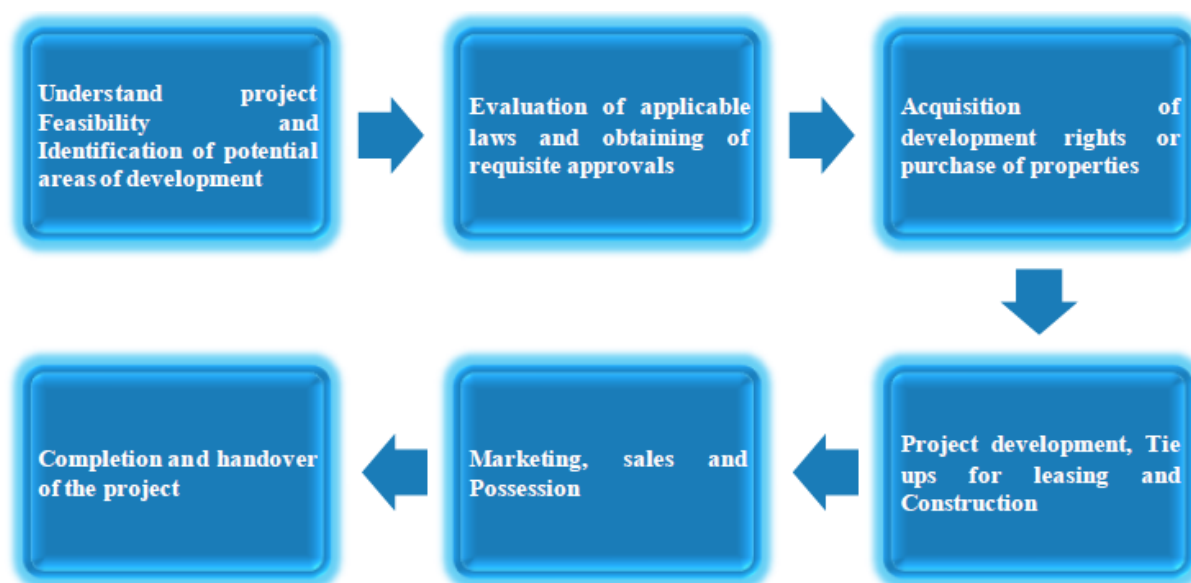 Understand project
Feasibility and
Identification of potential
areas of development
Evaluation of applicable
laws and obtaining of
requisite approvals
Acquisition of
development rights or
purchase of properties
Project development, Tie
ups for leasing and
Construction
Marketing, sales and
Possession
Completion and handover
of the project